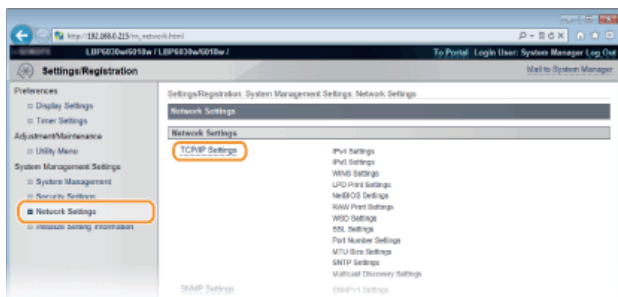 http://192.168.0.215/m_network.html
LBP6030w/6018w / LBP6030w/6018w /
To Portal Login User: System Manager Log Out
Settings/Registration
Mail to System Manager
Preferences
Display Settings
Timer Settings
Adjustment/Maintenance
Utility Menu
System Management Settings
System Management
Security Settings
Network Settings
Initialize Setting Information
Settings/Registration: System Management Settings: Network Settings
Network Settings
Network Settings
TCP/IP Settings
IPv4 Settings
IPv6 Settings
WINS Settings
LPD Print Settings
NetBIOS Settings
RAW Print Settings
WSD Settings
SSL Settings
Port Number Settings
MTU Size Settings
SNTP Settings
Multicast Discovery Settings
SNMP Settings
SNMPv1 Settings